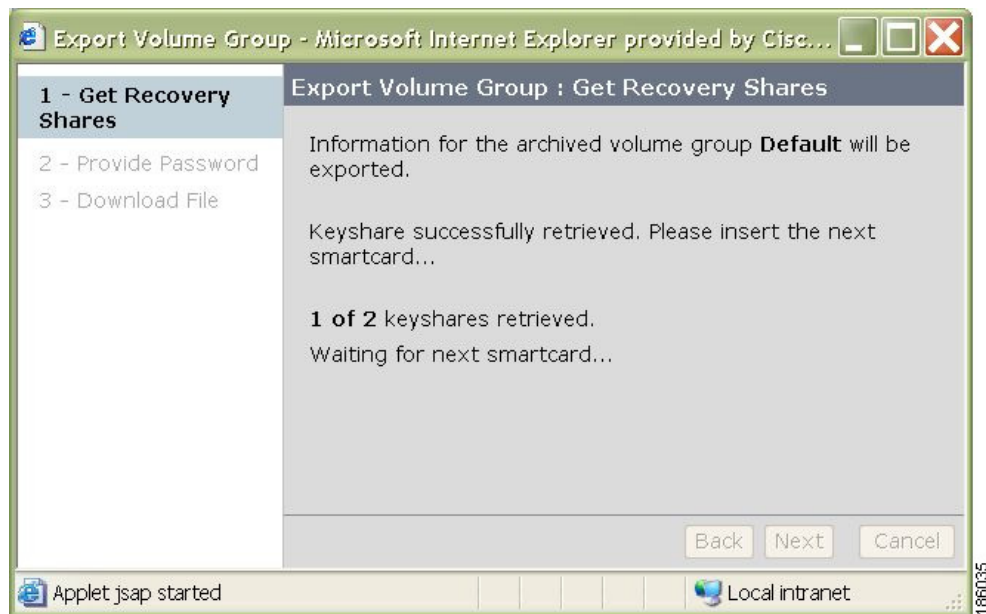 Export Volume Group - Microsoft Internet Explorer provided by Cisc...
1 - Get Recovery
Shares
2 - Provide Password
3 - Download File
Export Volume Group : Get Recovery Shares
Information for the archived volume group Default will be
exported.
Keyshare successfully retrieved. Please insert the next
smartcard...
1 of 2 keyshares retrieved.
Waiting for next smartcard...
Back
Next
Cancel
Applet jsap started
Local intranet
186035